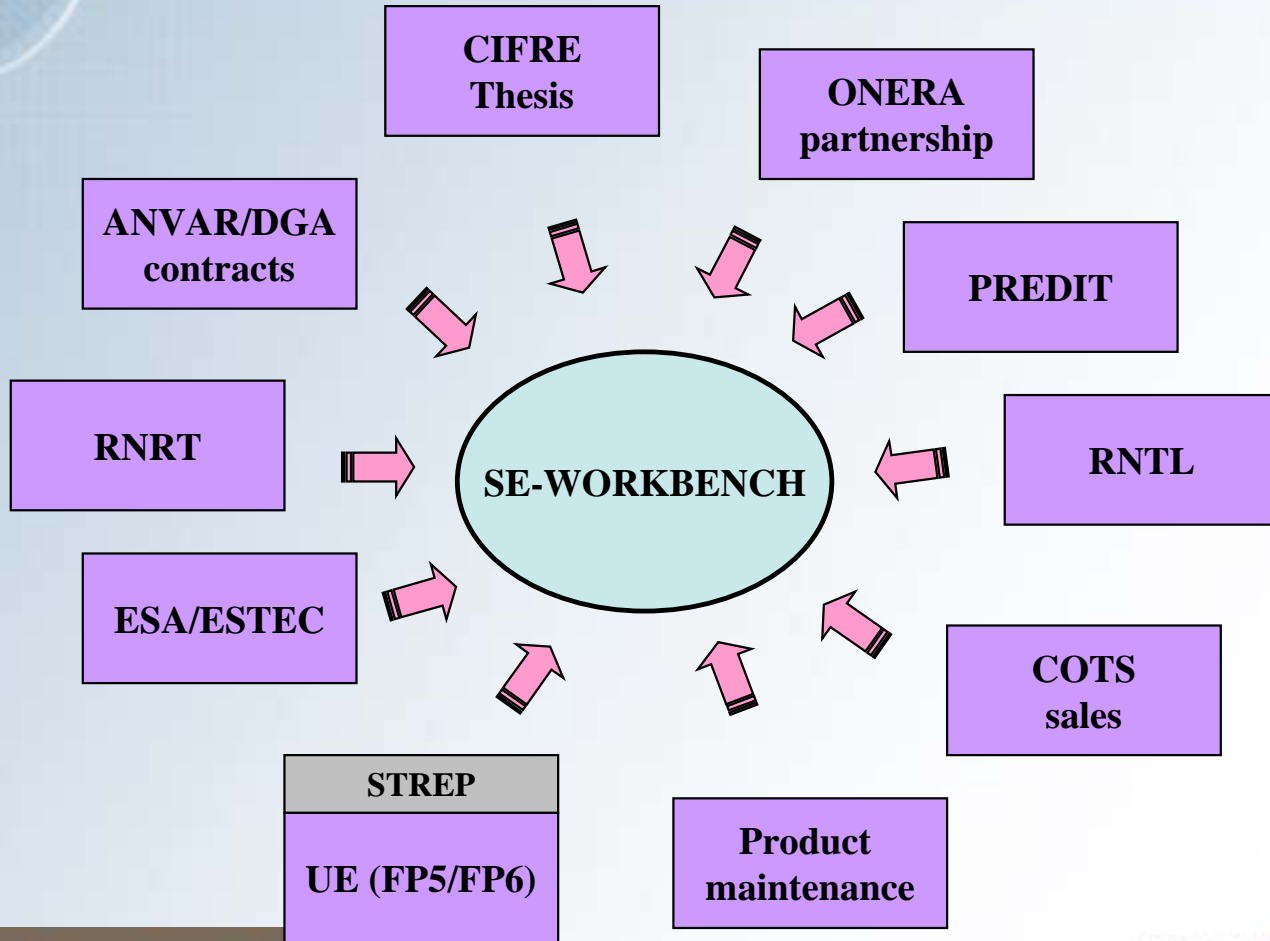 CIFRE
Thesis
ONERA
partnership
ANVAR/DGA
contracts
PREDIT
RNRT
SE-WORKBENCH
RNTL
ESA/ESTEC
COTS
sales
STREP
UE (FP5/FP6)
Product
maintenance